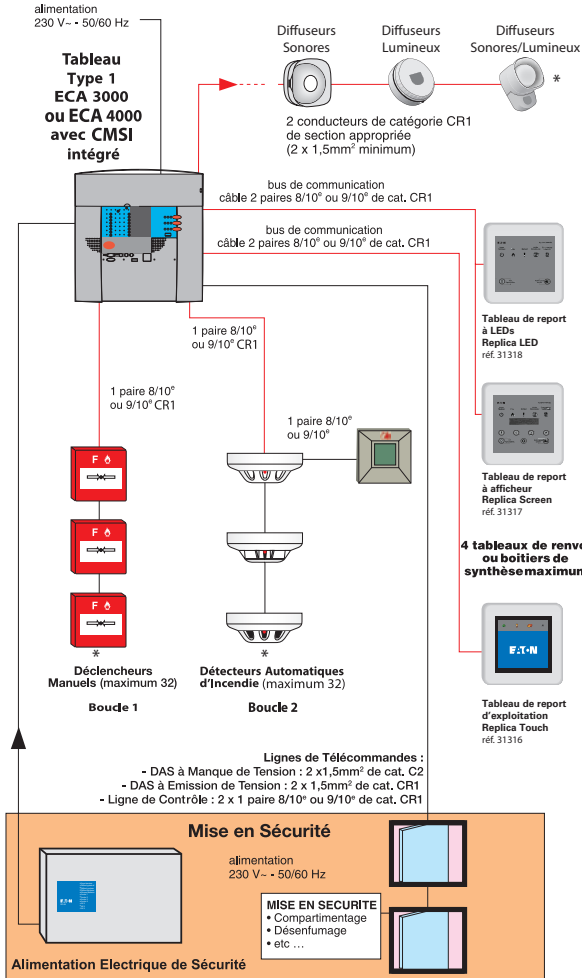 alimentation
230 V~ - 50/60 Hz
Tableau
Type 1
ECA 3000
ou ECA 4000
avec CMSI
intégré
Diffuseurs
Sonores
Diffuseurs
Lumineux
Diffuseurs
Sonores/Lumineux
*
2 conducteurs de catégorie CR1
de section appropriée
(2 x 1,5mm² minimum)
bus de communication
câble 2 paires 8/10e ou 9/10e de cat. CR1
bus de communication
câble 2 paires 8/10e ou 9/10e de cat. CR1
Tableau de report
à LEDs
Replica LED
réf. 31318
1 paire 8/10e
ou 9/10e CR1
1 paire 8/10e
ou 9/10e CR1
1 paire 8/10e
ou 9/10e
Tableau de report
à afficheur
Replica Screen
réf. 31317
4 tableaux de renvo
ou boitiers de
synthèse maximum
F
F
F
*
Déclencheurs
Manuels (maximum 32)
Boucle 1
*
Détecteurs Automatiques
d'Incendie (maximum 32)
Boucle 2
EATON
Tableau de report
d'exploitation
Replica Touch
réf. 31316
Lignes de Télécommandes :
- DAS à Manque de Tension : 2 x1,5mm² de cat. C2
- DAS à Emission de Tension : 2 x 1,5mm² de cat. CR1
- Ligne de Contrôle : 2 x 1 paire 8/10e ou 9/10e de cat. CR1
Mise en Sécurité
alimentation
230 V~ - 50/60 Hz
MISE EN SECURITE
• Compartimentage
• Désenfumage
• etc ...
Alimentation Electrique de Sécurité